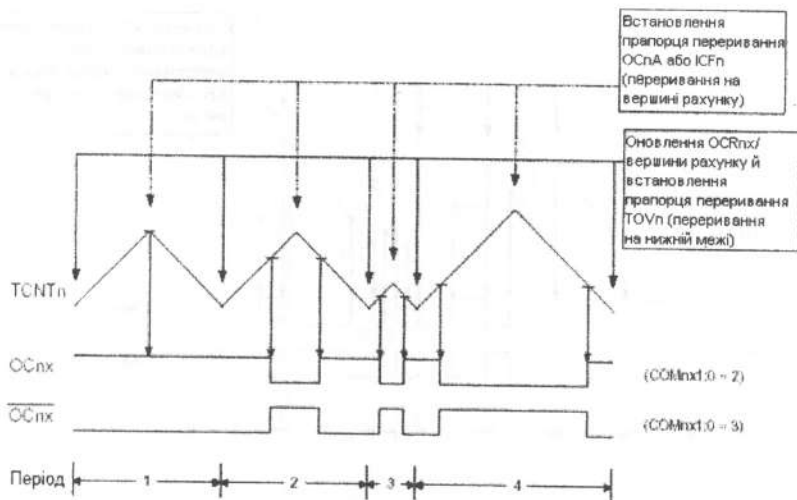 Встановлення
прапорця переривання
OCnA або ICFn
(переривання на
вершині рахунку)
Оновлення OCRnx/
вершини рахунку й
встановлення
прапорця переривання
TOVn (переривання
на нижній межі)
TCNTn
OCnx
(COMnx1:0 = 2)
OCnx
(COMnx1:0 = 3)
Період
1
2
3
4